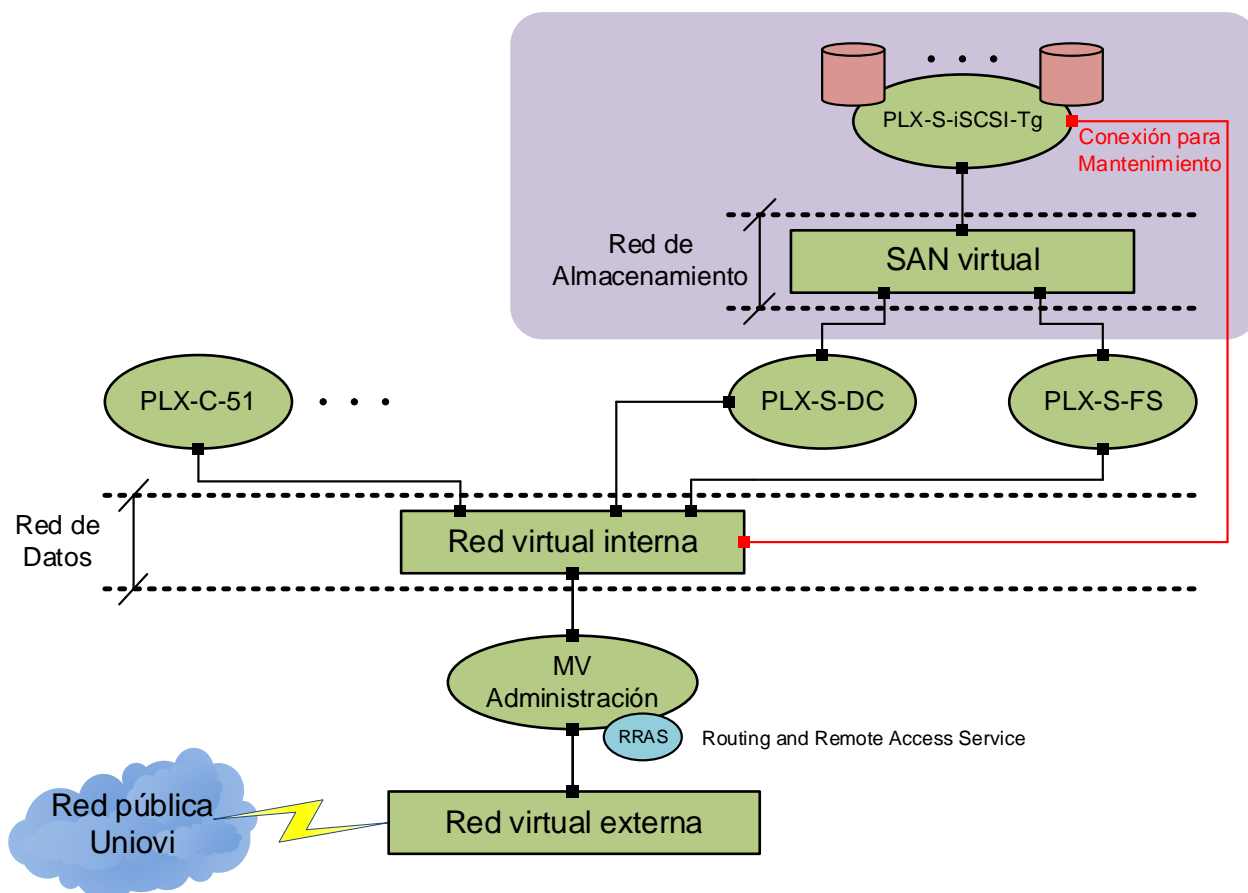 PLX-S-iSCSI-Tg
Conexión para
Mantenimiento
Red de
Almacenamiento
SAN virtual
PLX-C-51
PLX-S-DC
PLX-S-FS
Red de
Datos
Red virtual interna
MV
Administración
RRAS
Routing and Remote Access Service
Red pública
Uniovi
Red virtual externa